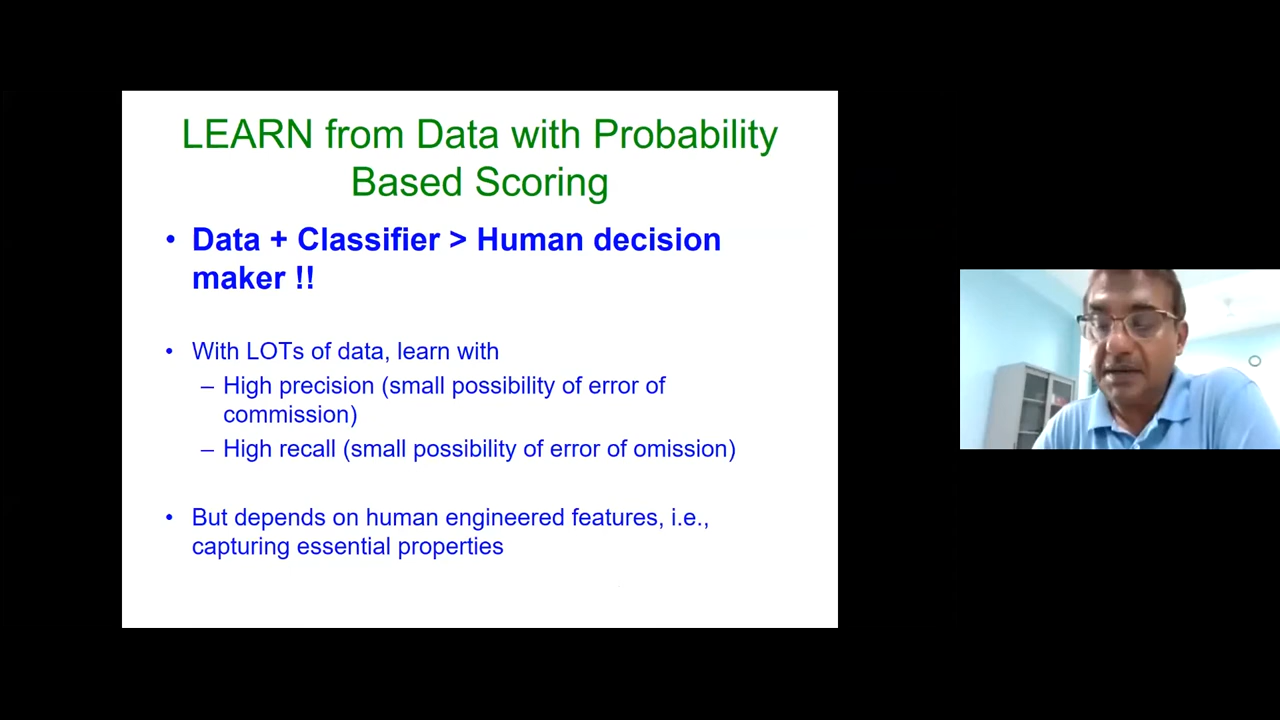 LEARN from Data with Probability
Based Scoring
• Data + Classifier > Human decision
maker !!
• With LOTs of data, learn with
– High precision (small possibility of error of
commission)
– High recall (small possibility of error of omission)
• But depends on human engineered features, i.e.,
capturing essential properties